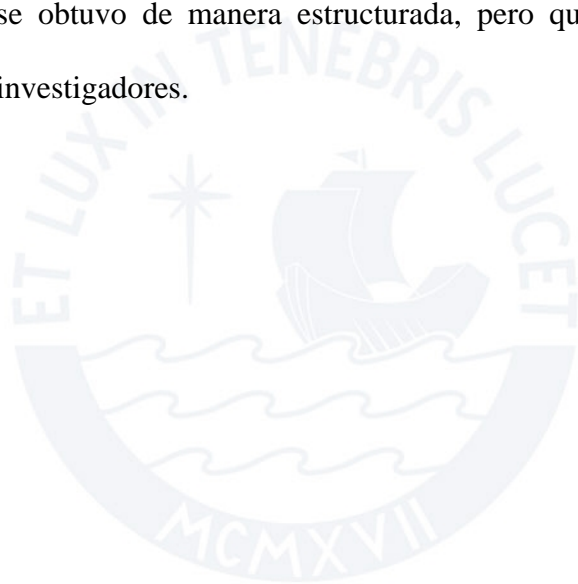 se obtuvo de manera estructurada, pero qu
investigadores.
ET LUX IN TENEBRIS LUCET
MCMXVII